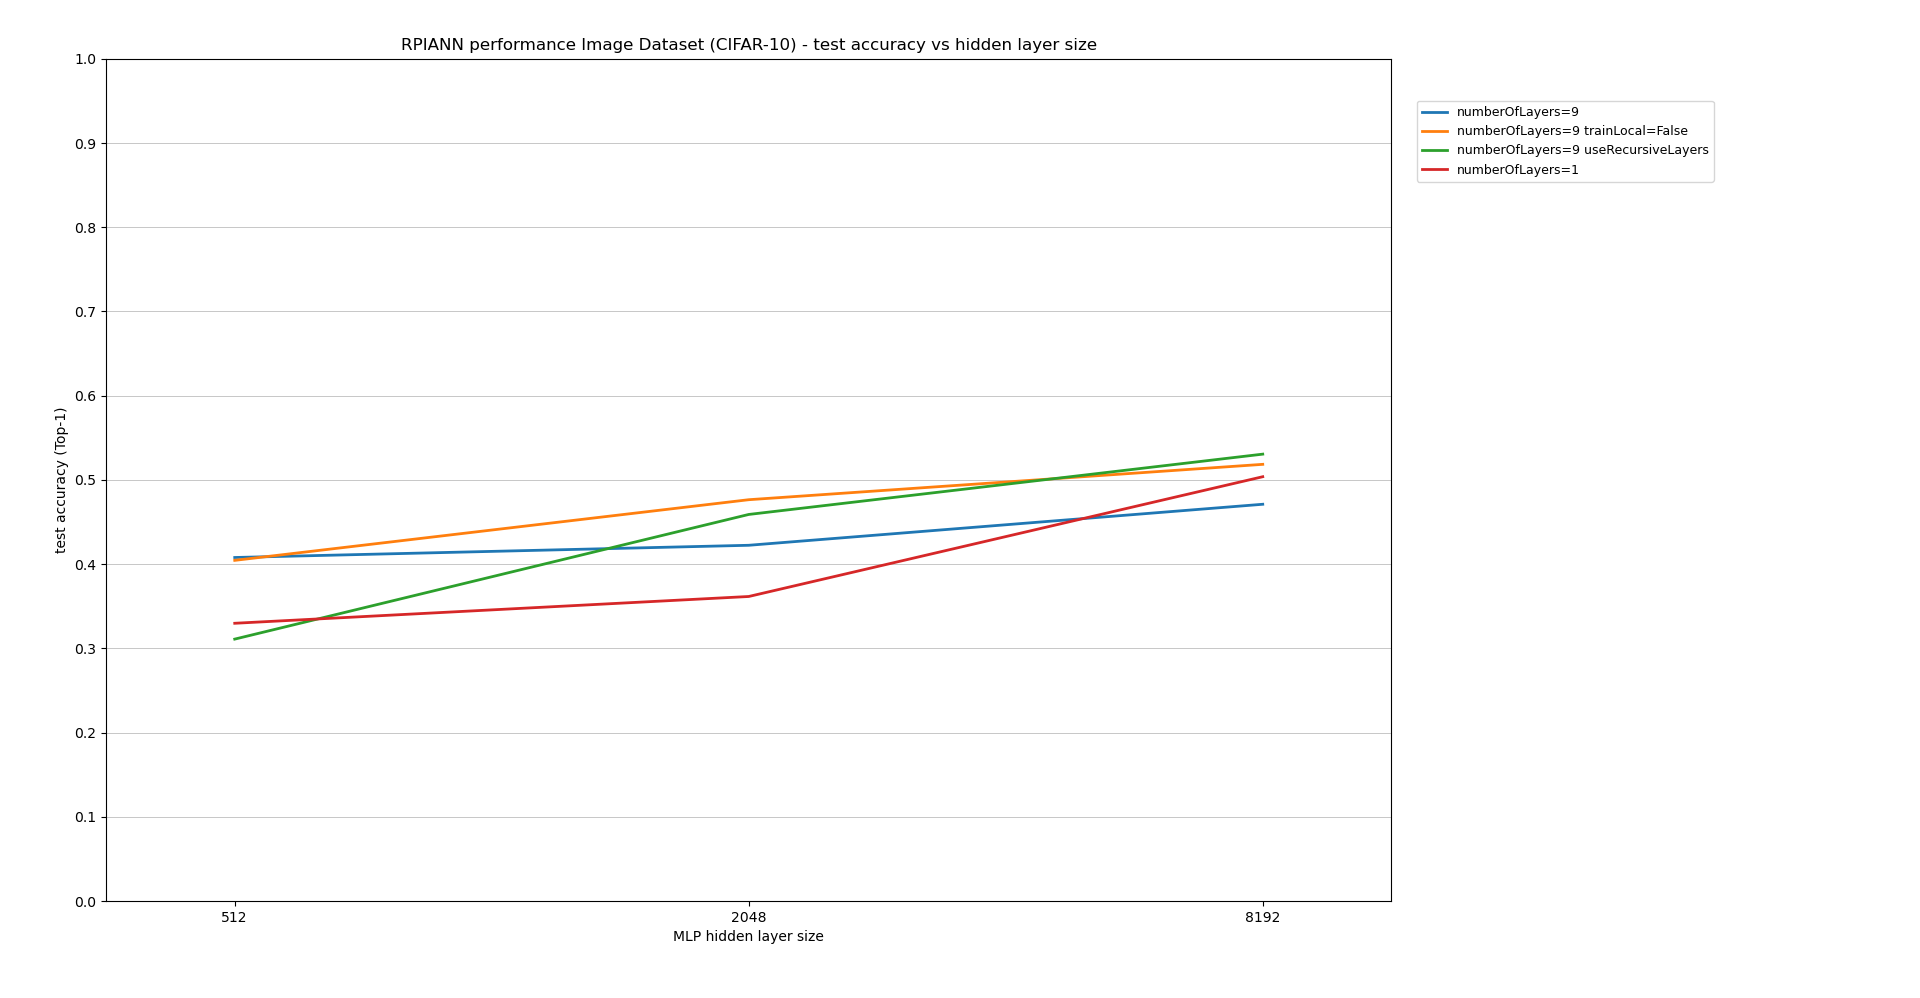 RPIANN performance Image Dataset (CIFAR-10) - test accuracy vs hidden layer size
1.0
0.9
0.8
0.7
0.6
0.5
0.4
0.3
0.2
0.1
0.0
test accuracy (Top-1)
512 2048 8192
MLP hidden layer size
numberOfLayers=9
numberOfLayers=9 trainLocal=False
numberOfLayers=9 useRecursiveLayers
numberOfLayers=1